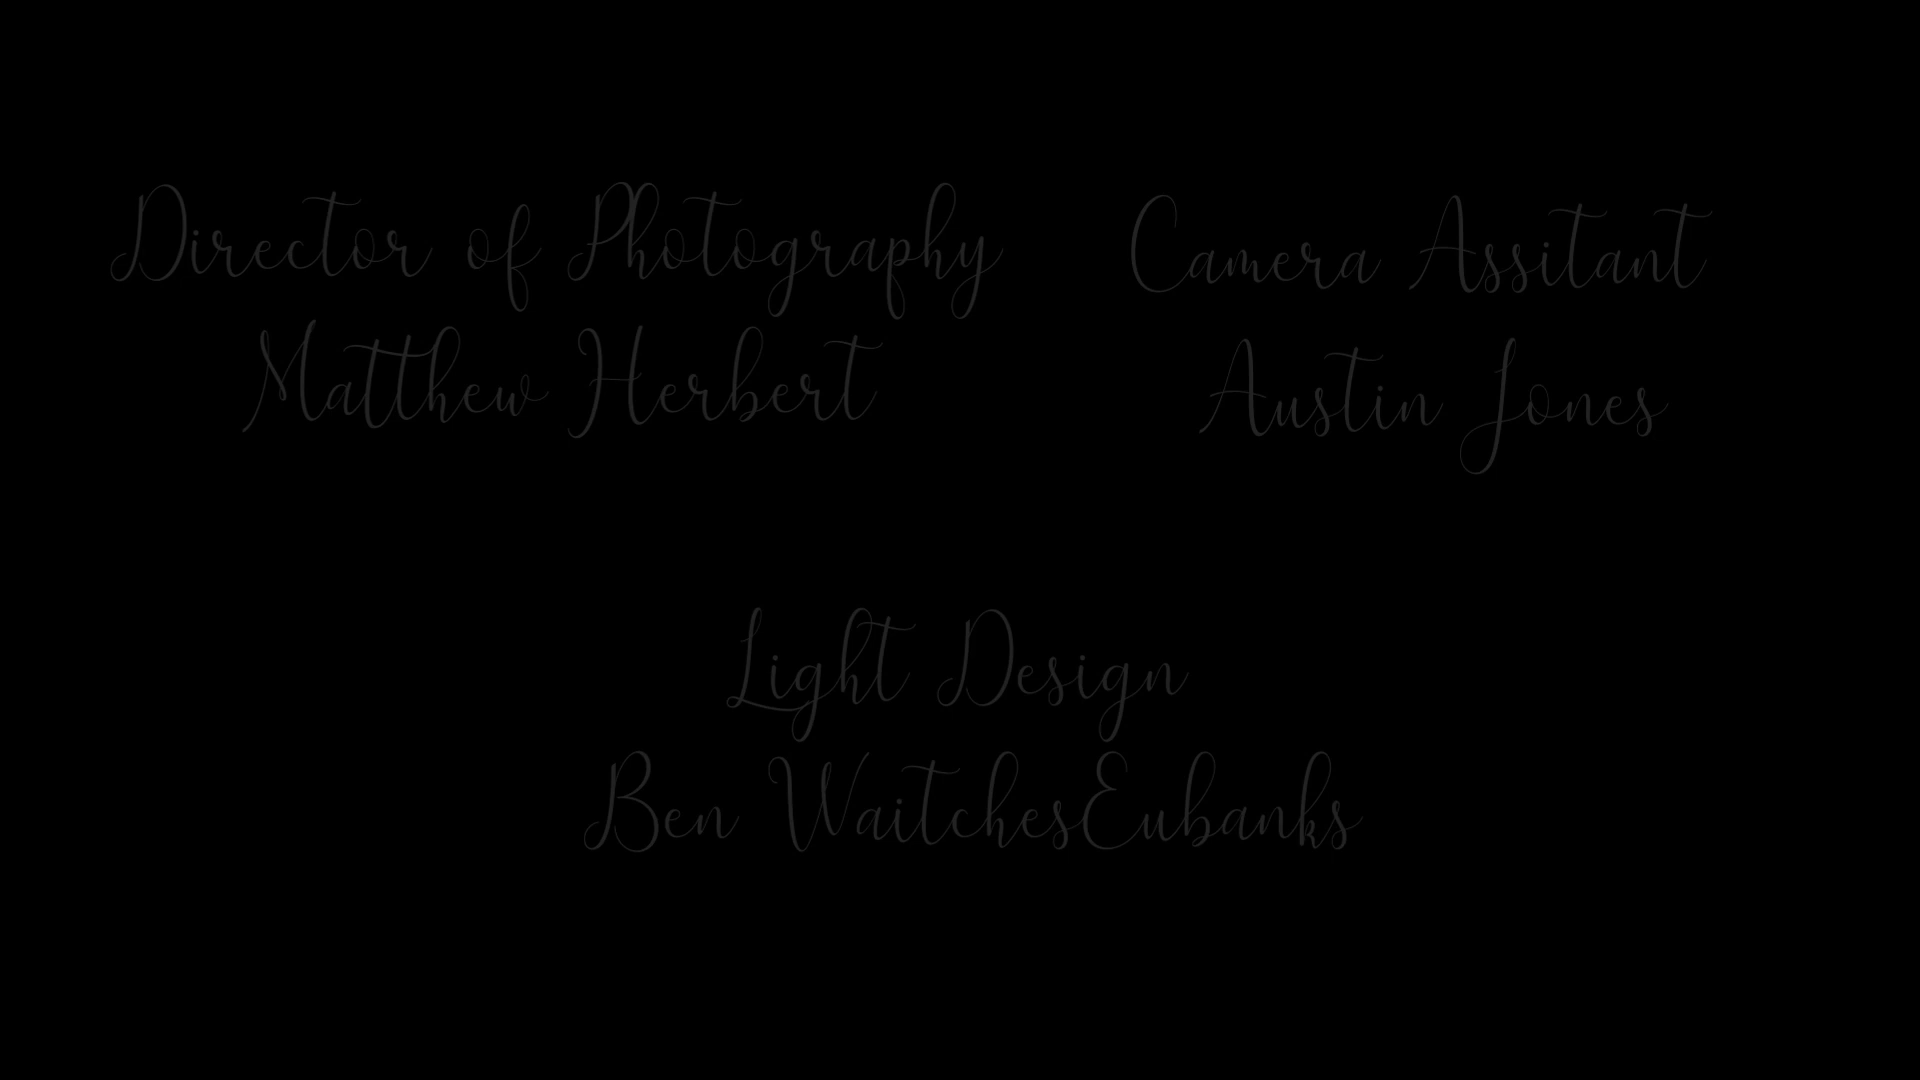 Director of Photography
Matthew Herbert
Camera Assitant
Austin Jones
Light Design
Ben WaitchesEubanks